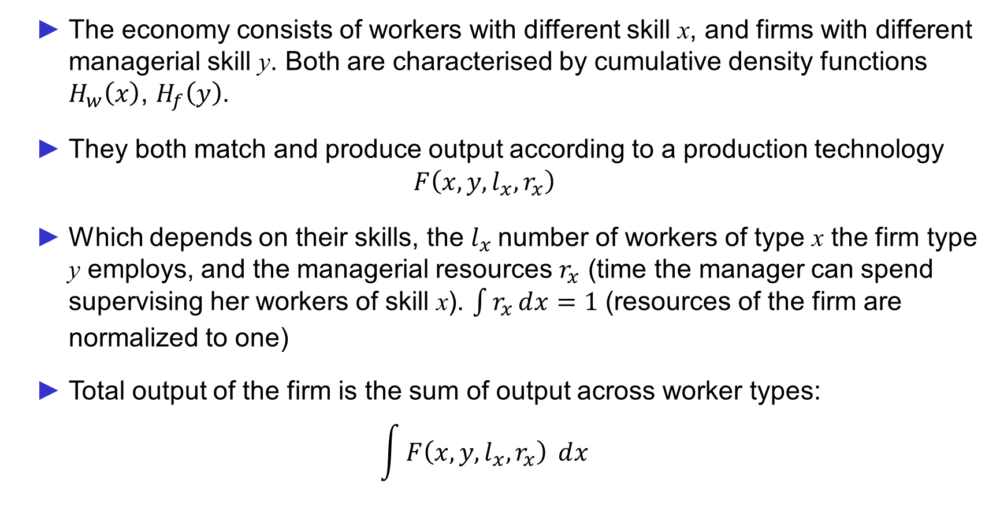 ▶ The economy consists of workers with different skill x, and firms with different
managerial skill y. Both are characterised by cumulative density functions
H_w(x), H_f(y).
▶ They both match and produce output according to a production technology
F(x, y, l_x, r_x)
▶ Which depends on their skills, the l_x number of workers of type x the firm type
y employs, and the managerial resources r_x (time the manager can spend
supervising her workers of skill x). ∫ r_x dx = 1 (resources of the firm are
normalized to one)
▶ Total output of the firm is the sum of output across worker types:
∫ F(x, y, l_x, r_x) dx